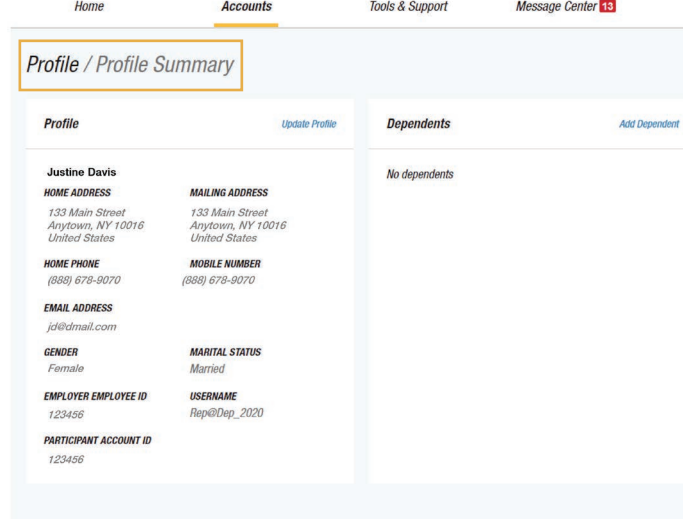 Home Accounts Tools & Support Message Center 13
Profile / Profile Summary
Profile Update Profile
Justine Davis
HOME ADDRESS MAILING ADDRESS
133 Main Street 133 Main Street
Anytown, NY 10016 Anytown, NY 10016
United States United States
HOME PHONE MOBILE NUMBER
(888) 678-9070 (888) 678-9070
EMAIL ADDRESS
jd@dmail.com
GENDER MARITAL STATUS
Female Married
EMPLOYER EMPLOYEE ID USERNAME
123456 Rep@Dep_2020
PARTICIPANT ACCOUNT ID
123456
Dependents Add Dependent
No dependents